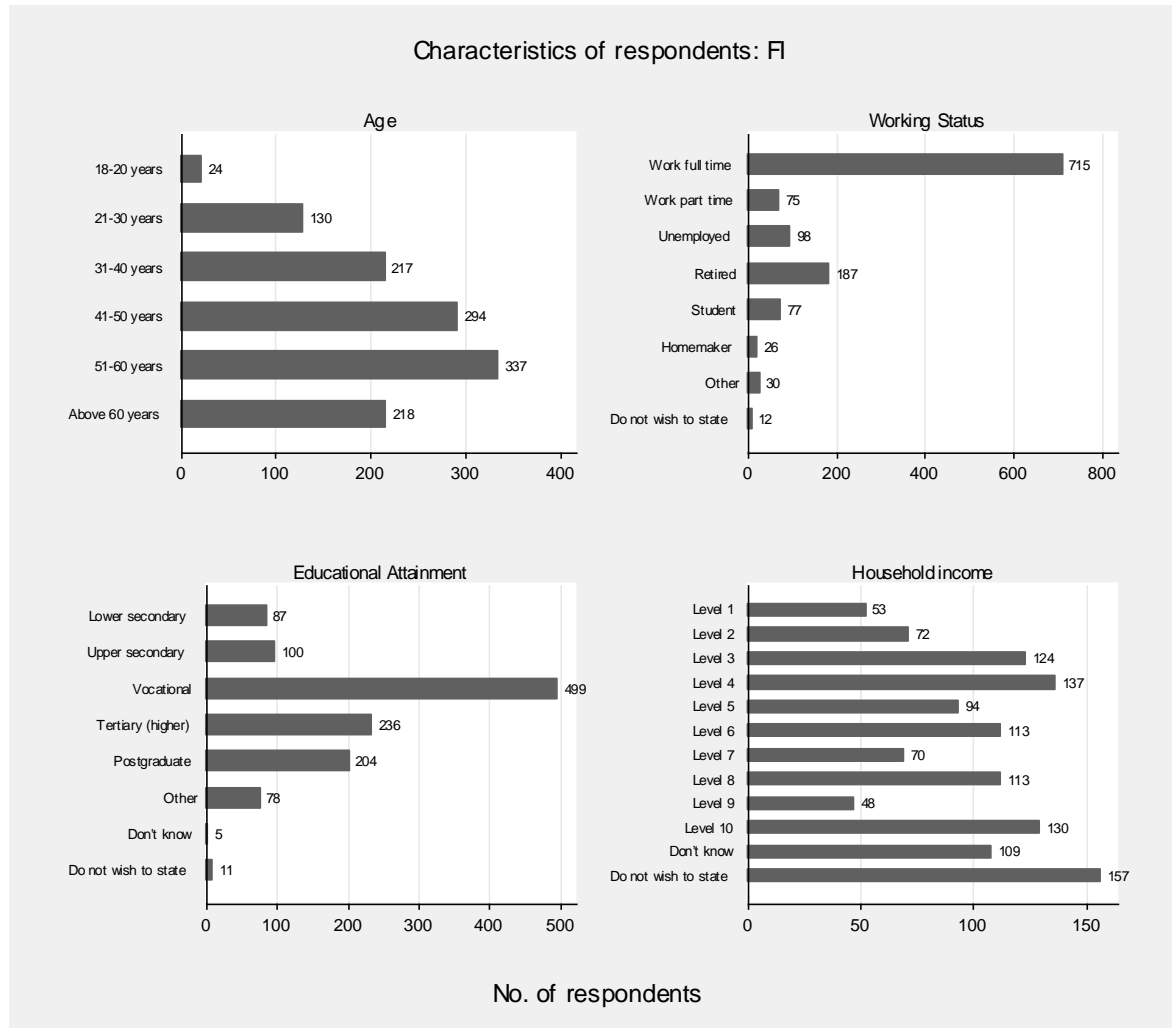 Characteristics of respondents: FI
Age
18-20 years 24
21-30 years 130
31-40 years 217
41-50 years 294
51-60 years 337
Above 60 years 218
0 100 200 300 400
Working Status
Work full time 715
Work part time 75
Unemployed 98
Retired 187
Student 77
Homemaker 26
Other 30
Do not wish to state 12
0 200 400 600 800
Educational Attainment
Lower secondary 87
Upper secondary 100
Vocational 499
Tertiary (higher) 236
Postgraduate 204
Other 78
Don't know 5
Do not wish to state 11
0 100 200 300 400 500
Household income
Level 1 53
Level 2 72
Level 3 124
Level 4 137
Level 5 94
Level 6 113
Level 7 70
Level 8 113
Level 9 48
Level 10 130
Don't know 109
Do not wish to state 157
0 50 100 150
No. of respondents